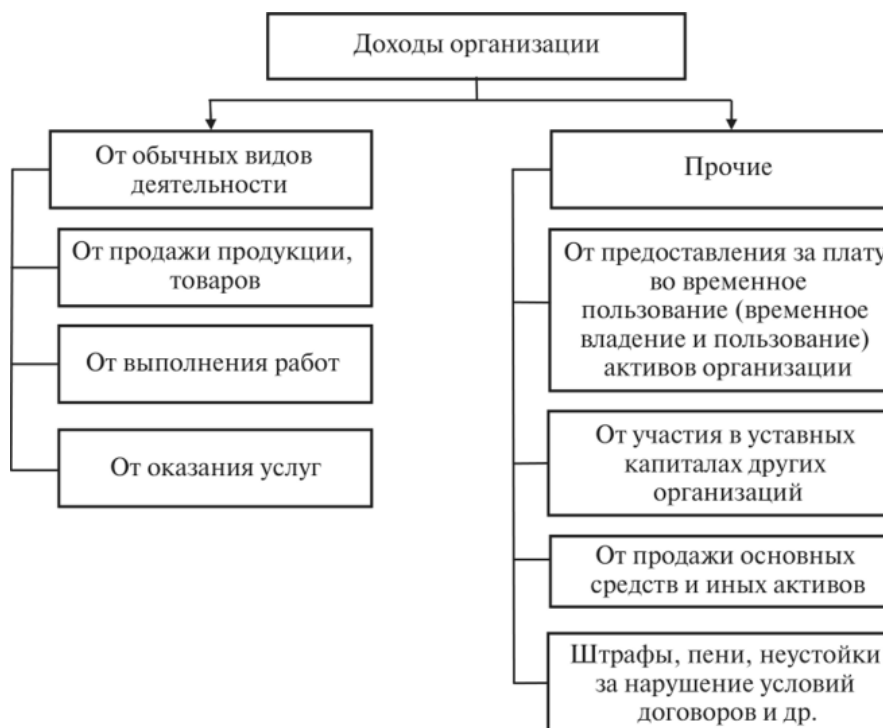 Доходы организации
От обычных видов
деятельности
От продажи продукции,
товаров
От выполнения работ
От оказания услуг
Прочие
От предоставления за плату
во временное
пользование (временное
владение и пользование)
активов организации
От участия в уставных
капиталах других
организаций
От продажи основных
средств и иных активов
Штрафы, пени, неустойки
за нарушение условий
договоров и др.